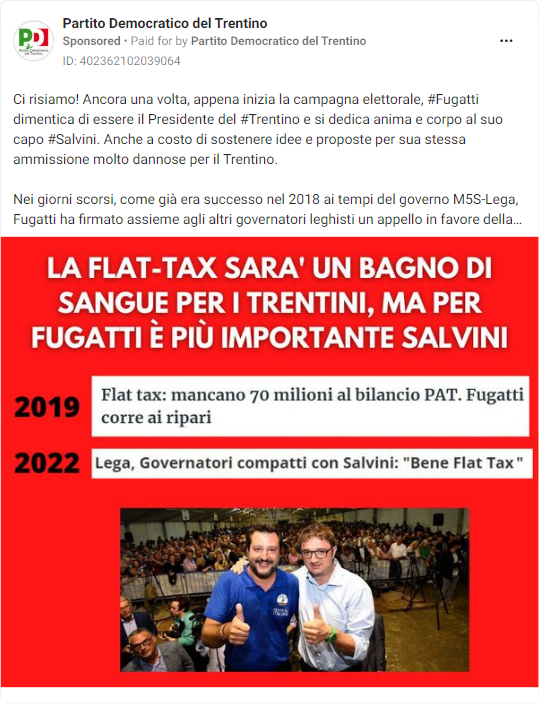 Partito Democratico del Trentino
Sponsored • Paid for by Partito Democratico del Trentino
ID: 402362102039064
Ci risiamo! Ancora una volta, appena inizia la campagna elettorale, #Fugatti
dimentica di essere il Presidente del #Trentino e si dedica anima e corpo al suo
capo #Salvini. Anche a costo di sostenere idee e proposte per sua stessa
ammissione molto dannose per il Trentino.
Nei giorni scorsi, come già era successo nel 2018 ai tempi del governo M5S-Lega,
Fugatti ha firmato assieme agli altri governatori leghisti un appello in favore della...
LA FLAT-TAX SARA' UN BAGNO DI
SANGUE PER I TRENTINI, MA PER
FUGATTI È PIÙ IMPORTANTE SALVINI
2019
Flat tax: mancano 70 milioni al bilancio PAT. Fugatti
corre ai ripari
2022
Lega, Governatori compatti con Salvini: "Bene Flat Tax"